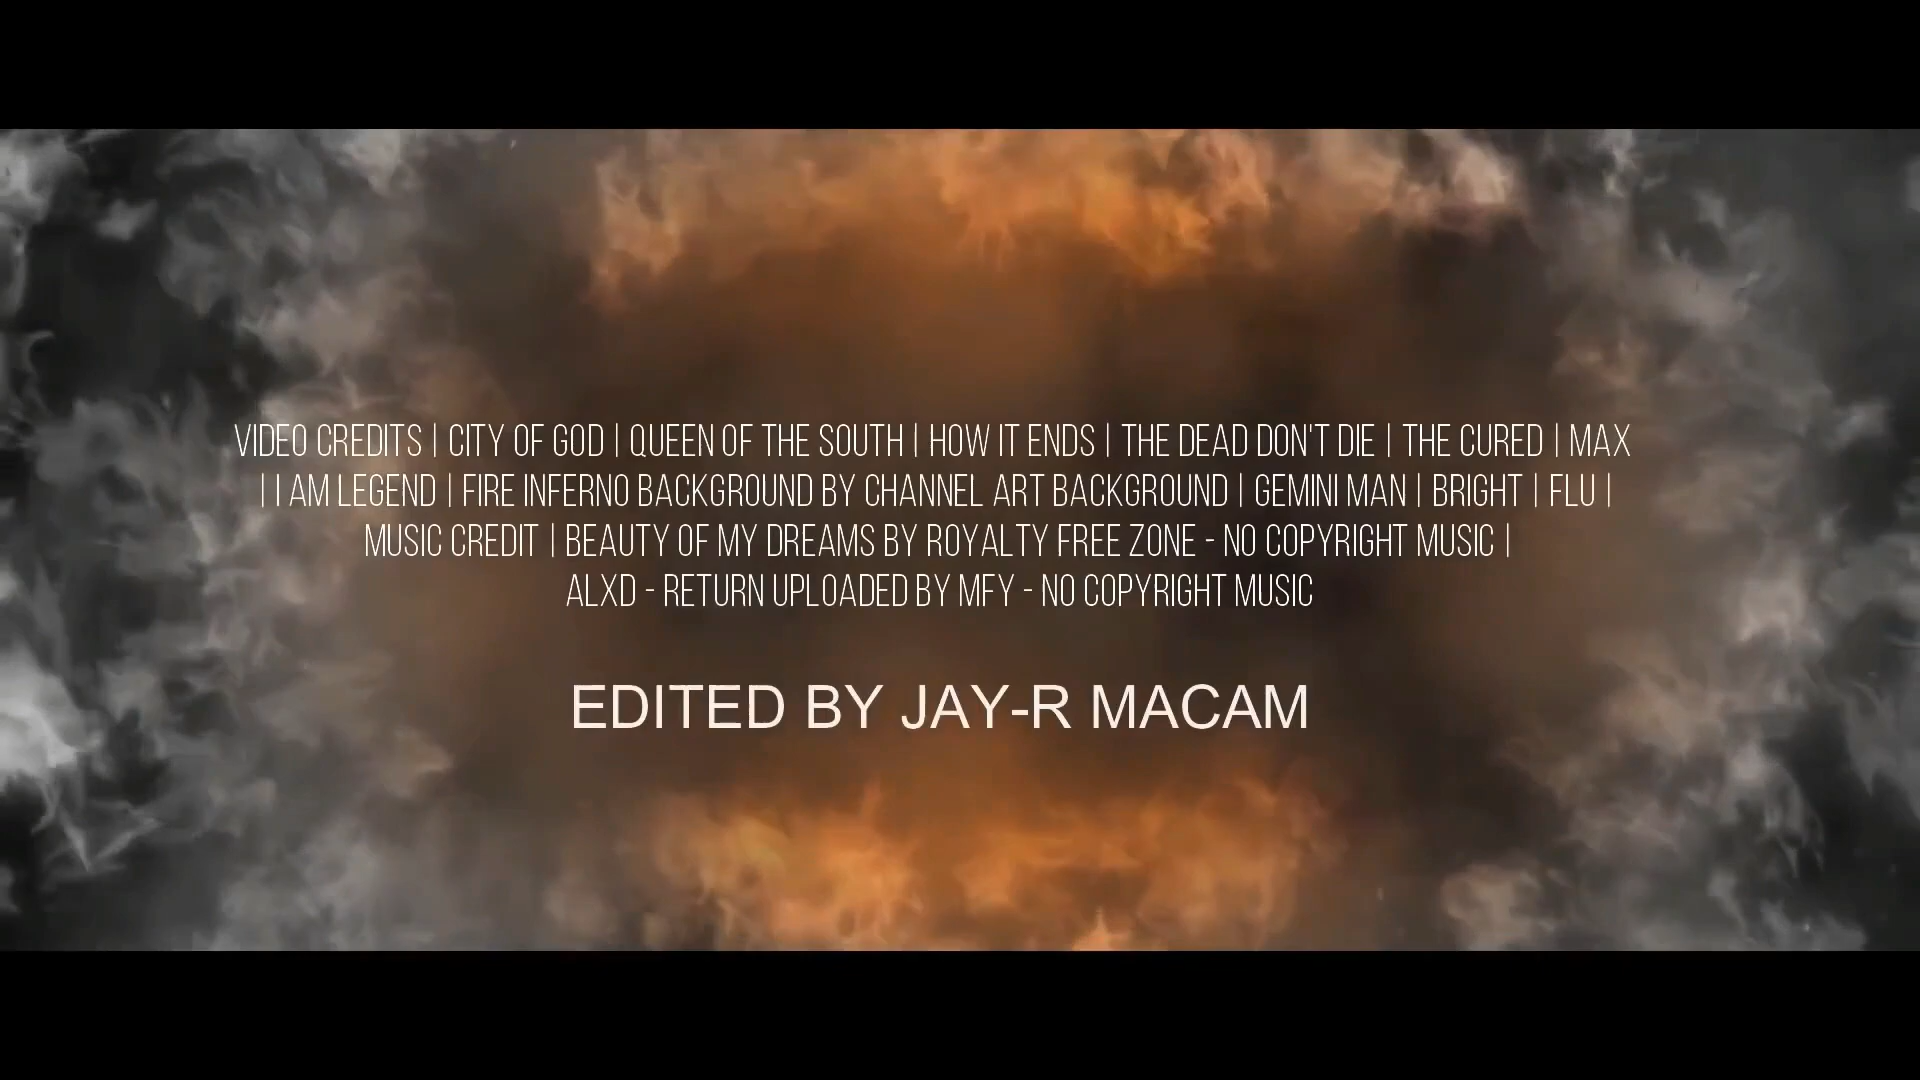 VIDEO CREDITS | CITY OF GOD | QUEEN OF THE SOUTH | HOW IT ENDS | THE DEAD DON'T DIE | THE CURED | MAX
| I AM LEGEND | FIRE INFERNO BACKGROUND BY CHANNEL ART BACKGROUND | GEMINI MAN | BRIGHT | FLU |
MUSIC CREDIT | BEAUTY OF MY DREAMS BY ROYALTY FREE ZONE - NO COPYRIGHT MUSIC |
ALXD - RETURN UPLOADED BY MFY - NO COPYRIGHT MUSIC
EDITED BY JAY-R MACAM